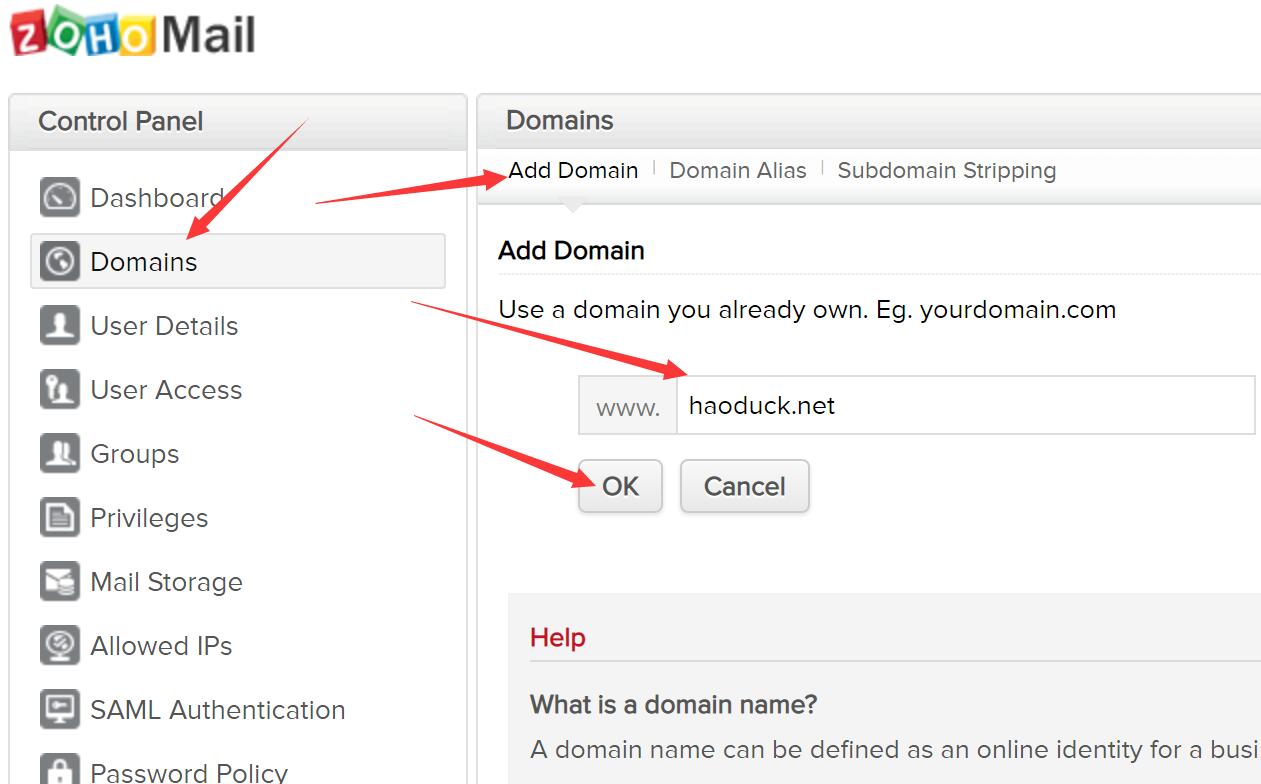 ZOHO Mail
Control Panel
Dashboard
Domains
User Details
User Access
Groups
Privileges
Mail Storage
Allowed IPs
SAML Authentication
Password Policy
Domains
Add Domain
Domain Alias
Subdomain Stripping
Add Domain
Use a domain you already own. Eg. yourdomain.com
www. haoduck.net
OK
Cancel
Help
What is a domain name?
A domain name can be defined as an online identity for a busi